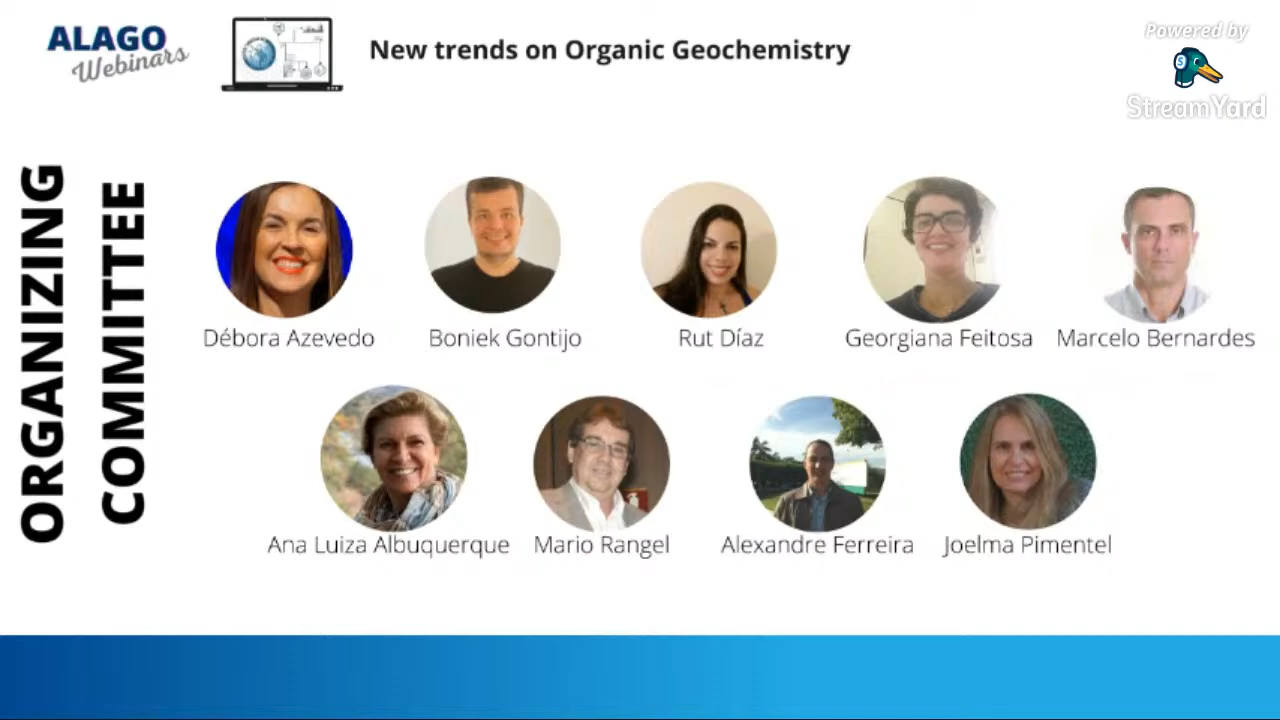 ALAGO
Webinars
New trends on Organic Geochemistry
Powered by
StreamYard
ORGANIZING
COMMITTEE
Débora Azevedo
Boniek Gontijo
Rut Díaz
Georgiana Feitosa
Marcelo Bernardes
Ana Luiza Albuquerque
Mario Rangel
Alexandre Ferreira
Joelma Pimentel